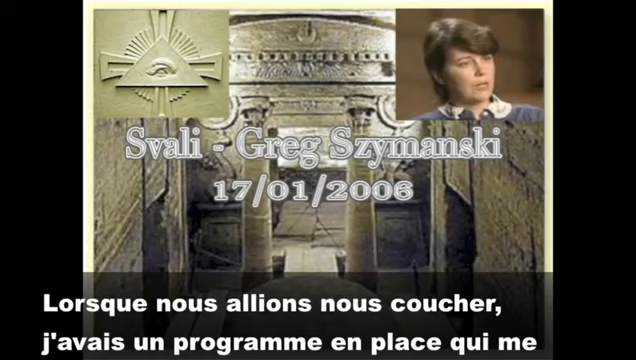 Svali - Greg Szymanski
17/01/2006
Lorsque nous allions nous coucher,
j'avais un programme en place qui me